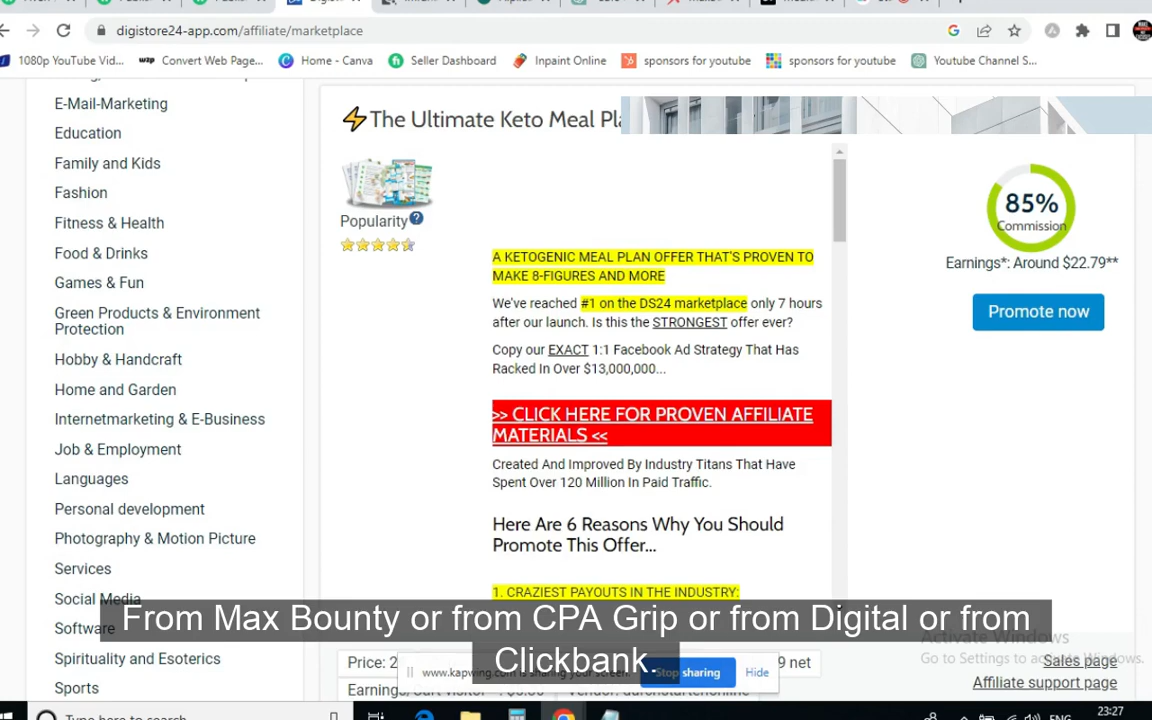 digistore24-app.com/affiliate/marketplace
1080p YouTube Vid...
Convert Web Page...
Home - Canva
Seller Dashboard
Inpaint Online
sponsors for youtube
sponsors for youtube
Youtube Channel S...
E-Mail-Marketing
Education
Family and Kids
Fashion
Fitness & Health
Food & Drinks
Games & Fun
Green Products & Environment
Protection
Hobby & Handcraft
Home and Garden
Internetmarketing & E-Business
Job & Employment
Languages
Personal development
Photography & Motion Picture
Services
Social Media
Software
Spirituality and Esoterics
Sports
The Ultimate Keto Meal
Popularity
A KETOGENIC MEAL PLAN OFFER THAT'S PROVEN TO
MAKE 8-FIGURES AND MORE
We've reached #1 on the DS24 marketplace only 7 hours
after our launch. Is this the STRONGEST offer ever?
Copy our EXACT 1:1 Facebook Ad Strategy That Has
Racked In Over $13,000,000...
>> CLICK HERE FOR PROVEN AFFILIATE
MATERIALS <<
Created And Improved By Industry Titans That Have
Spent Over 120 Million In Paid Traffic.
Here Are 6 Reasons Why You Should
Promote This Offer...
1. CRAZIEST PAYOUTS IN THE INDUSTRY:
85%
Commission
Earnings*: Around $22.79**
Promote now
From Max Bounty or from CPA Grip or from Digital or from
Clickbank.
Price: 2
9 net
www.kapwing.com is sharing your screen.
Stop sharing
Hide
Activate Windows
Go to Settings to activate Windows.
Sales page
Affiliate support page
Type here to search
ENG
23:27